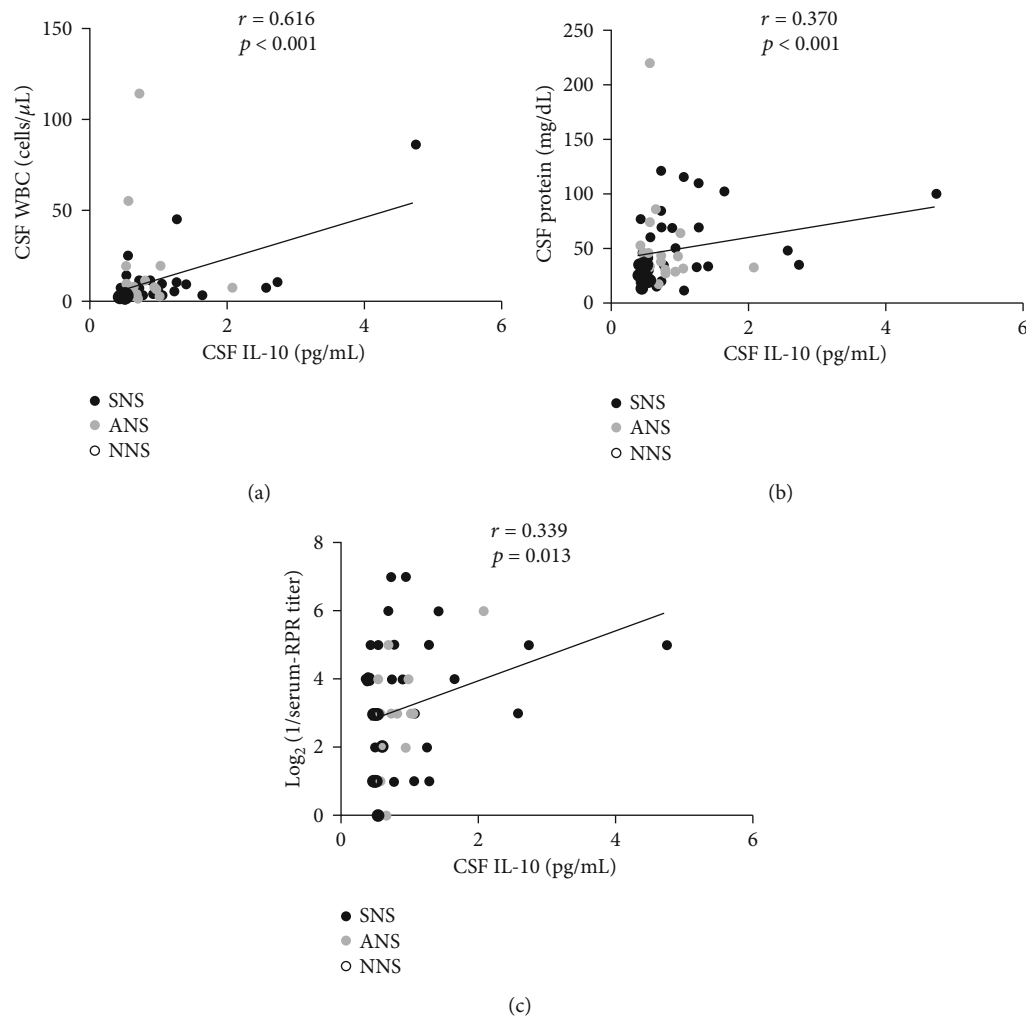 r = 0.616
p < 0.001
CSF WBC (cells/μL)
150
100
50
0
0 2 4 6
CSF IL-10 (pg/mL)
SNS
ANS
NNS
(a)
r = 0.370
p < 0.001
CSF protein (mg/dL)
250
200
150
100
50
0
0 2 4 6
CSF IL-10 (pg/mL)
SNS
ANS
NNS
(b)
r = 0.339
p = 0.013
Log₂ (1/serum-RPR titer)
8
6
4
2
0
0 2 4 6
CSF IL-10 (pg/mL)
SNS
ANS
NNS
(c)